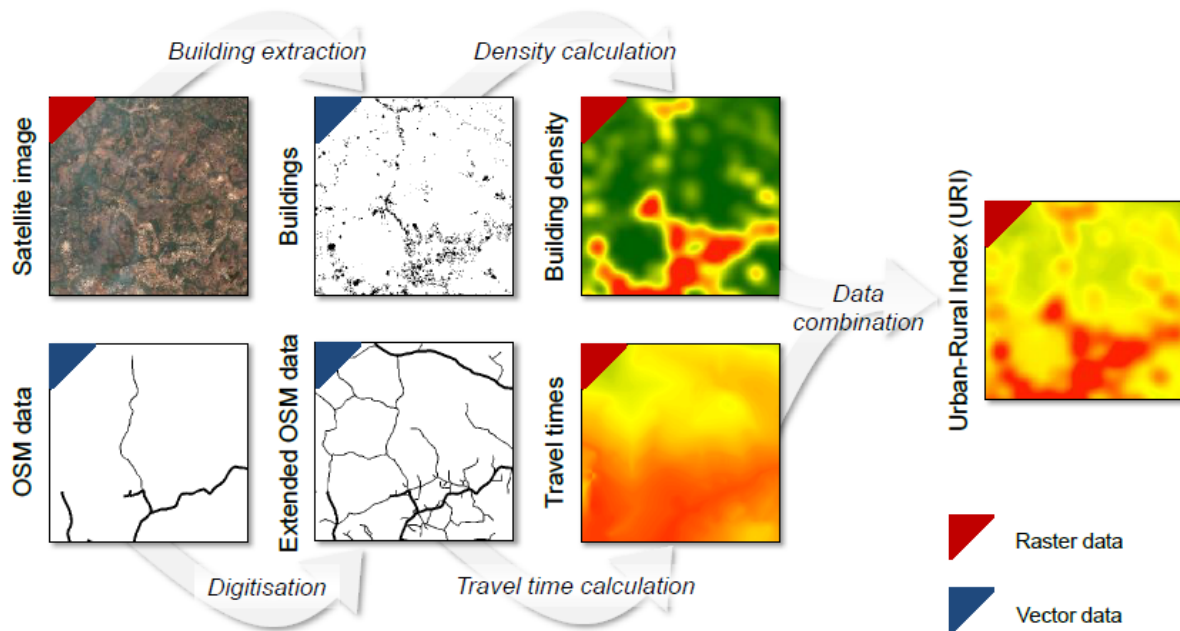 Building extraction
Density calculation
Satellite image
Buildings
Building density
Data
combination
Urban-Rural Index (URI)
OSM data
Extended OSM data
Travel times
Digitisation
Travel time calculation
Raster data
Vector data